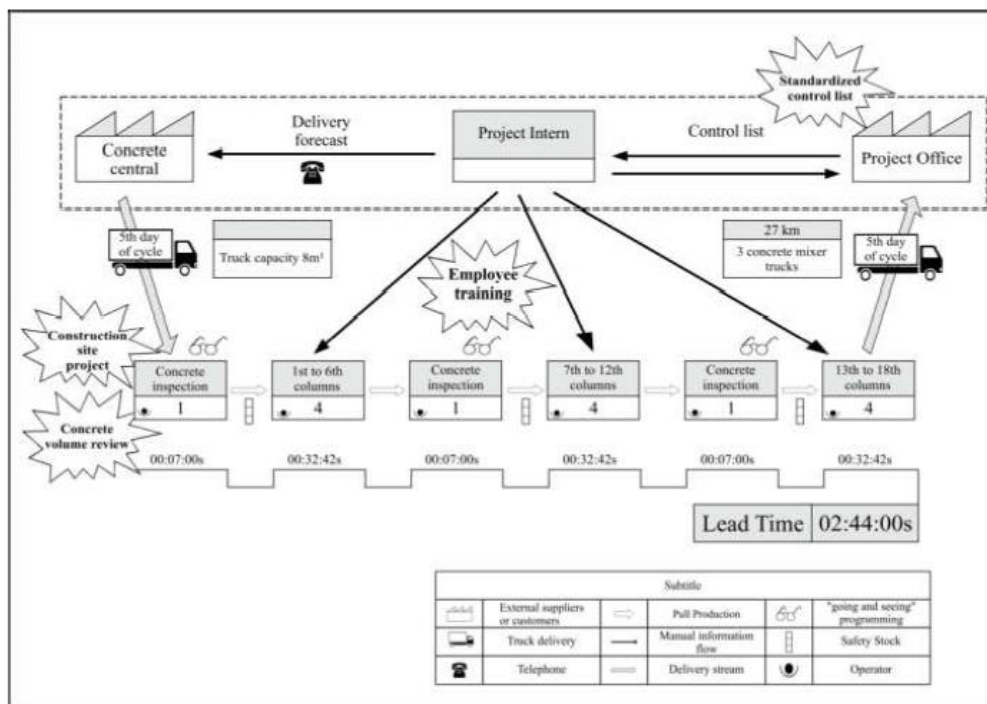 Standardized
control list
Concrete
central
Delivery
forecast
Project Intern
Control list
Project Office
5th day
of cycle
Truck capacity 8m³
Employee
training
27 km
3 concrete mixer
trucks
5th day
of cycle
Construction
site
project
Concrete
volume review
Concrete
inspection
1
1st to 6th
columns
4
Concrete
inspection
1
7th to 12th
columns
4
Concrete
inspection
1
13th to 18th
columns
4
00:07:00s
00:32:42s
00:07:00s
00:32:42s
00:07:00s
00:32:42s
Lead Time 02:44:00s
Subtitle
External suppliers
or customers
Pull Production
"going and seeing"
programming
Truck delivery
Manual information
flow
Safety Stock
Telephone
Delivery stream
Operator